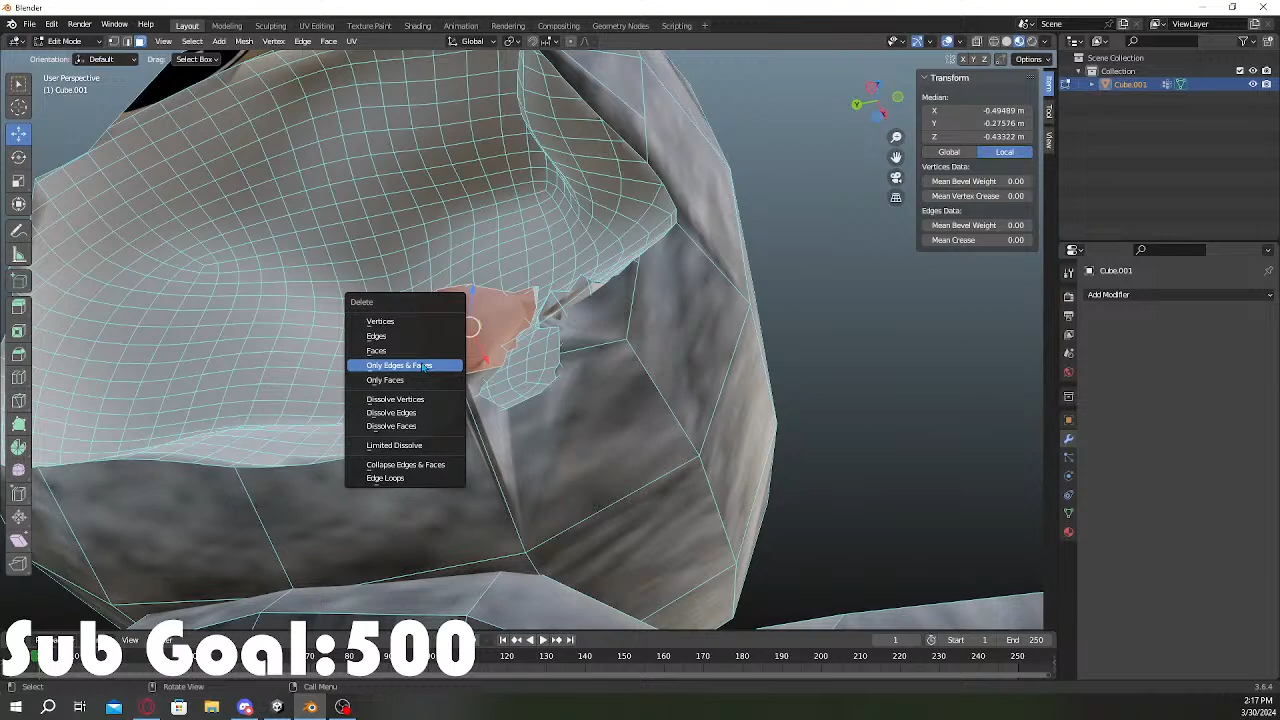 Blender
File Edit Render Window Help
Layout Modeling Sculpting UV Editing Texture Paint Shading Animation Rendering Compositing Geometry Nodes Scripting +
Scene
ViewLayer
Edit Mode View Select Add Mesh Vertex Edge Face UV
Global
Orientation: Default Drag: Select Box
X Y Z Options
User Perspective
(1) Cube.001
Transform
Median:
X -0.49489 m
Y -0.27576 m
Z -0.43322 m
Global Local
Vertices Data:
Mean Bevel Weight 0.00
Mean Vertex Crease 0.00
Edges Data:
Mean Bevel Weight 0.00
Mean Crease 0.00
Item
Tool
View
Scene Collection
Collection
Cube.001
Cube.001
Add Modifier
Delete
Vertices
Edges
Faces
Only Edges & Faces
Only Faces
Dissolve Vertices
Dissolve Edges
Dissolve Faces
Limited Dissolve
Collapse Edges & Faces
Edge Loops
Sub Goal:500
View
1 Start 1 End 250
120 130 140 150 160 170 180 190 200 210 220 230 240 250
Select Rotate View Call Menu
3.6.4
2:17 PM
3/30/2024